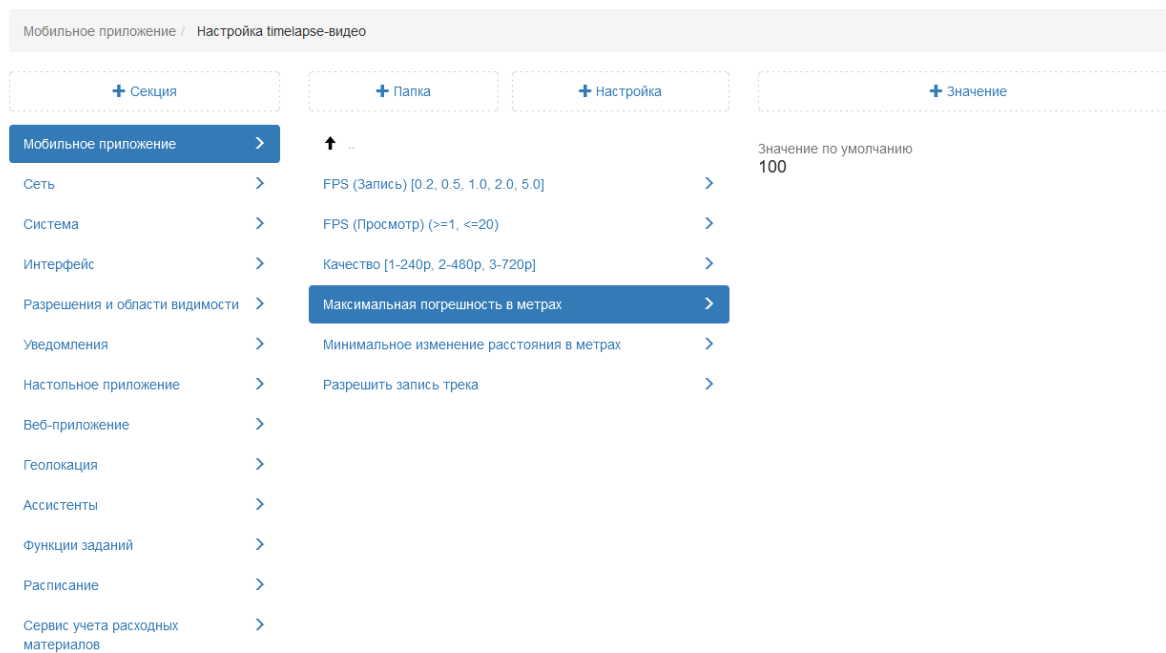 Мобильное приложение / Настройка timelapse-видео
+ Секция
+ Папка
+ Настройка
+ Значение
Мобильное приложение
Сеть
Система
Интерфейс
Разрешения и области видимости
Уведомления
Настольное приложение
Веб-приложение
Геолокация
Ассистенты
Функции заданий
Расписание
Сервис учета расходных
материалов
..
FPS (Запись) [0.2, 0.5, 1.0, 2.0, 5.0]
FPS (Просмотр) (>=1, <=20)
Качество [1-240p, 2-480p, 3-720p]
Максимальная погрешность в метрах
Минимальное изменение расстояния в метрах
Разрешить запись трека
Значение по умолчанию
100